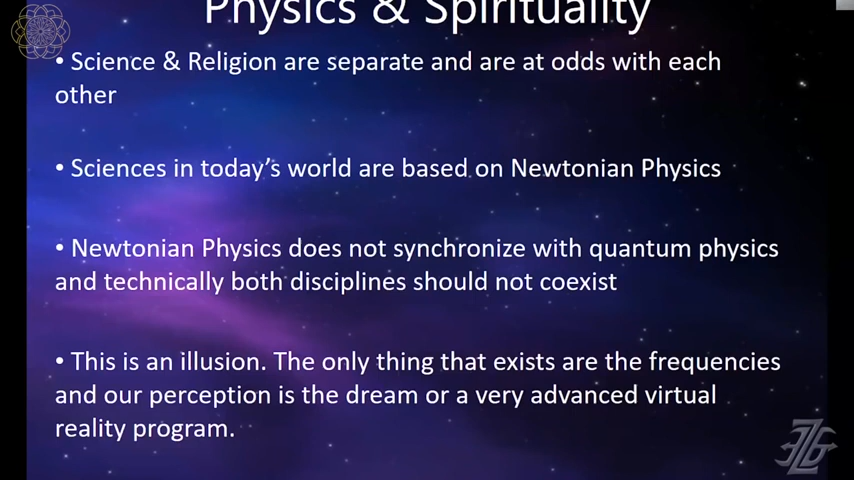 Physics & Spirituality
• Science & Religion are separate and are at odds with each
other
• Sciences in today's world are based on Newtonian Physics
• Newtonian Physics does not synchronize with quantum physics
and technically both disciplines should not coexist
• This is an illusion. The only thing that exists are the frequencies
and our perception is the dream or a very advanced virtual
reality program.